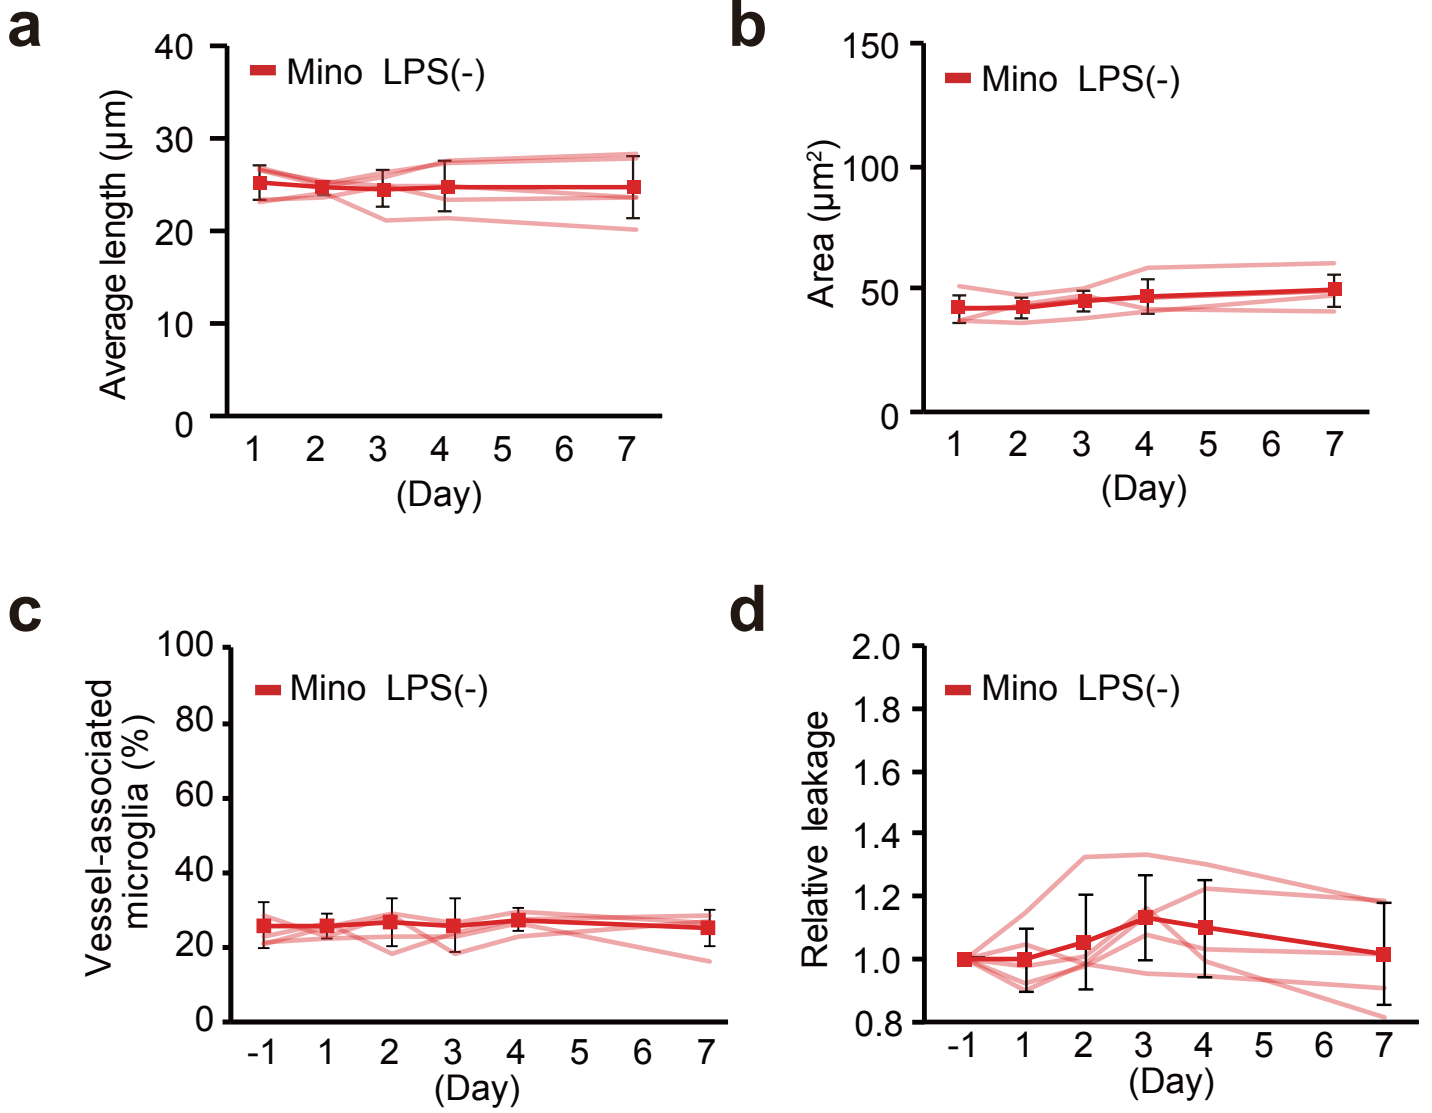 a
40
30
20
10
0
Average length (μm)
Mino LPS(-)
1 2 3 4 5 6 7
(Day)
b
150
100
50
0
Area (μm²)
Mino LPS(-)
1 2 3 4 5 6 7
(Day)
c
100
80
60
40
20
0
Vessel-associated
microglia (%)
Mino LPS(-)
-1 1 2 3 4 5 6 7
(Day)
d
2.0
1.8
1.6
1.4
1.2
1.0
0.8
Relative leakage
Mino LPS(-)
-1 1 2 3 4 5 6 7
(Day)